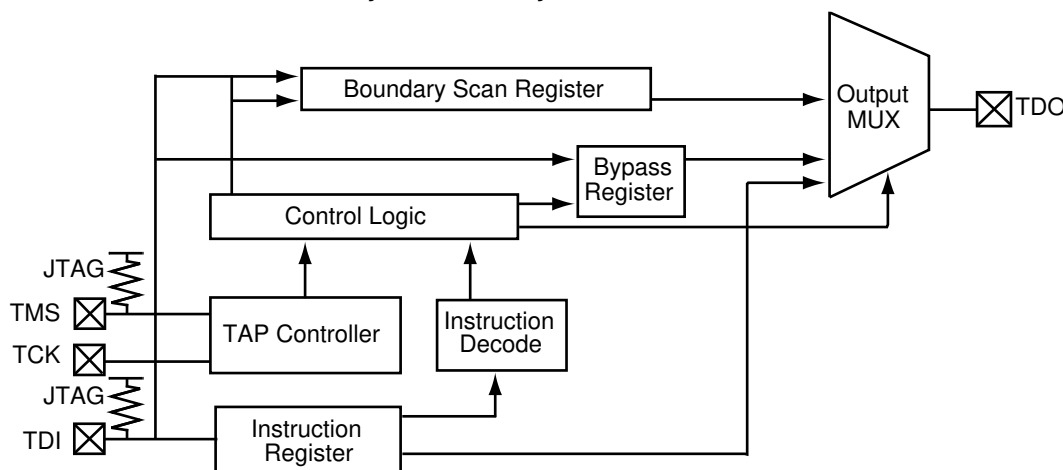 Boundary Scan Register
Output
MUX
TDO
Bypass
Register
Control Logic
JTAG
TMS
TAP Controller
Instruction
Decode
TCK
JTAG
TDI
Instruction
Register